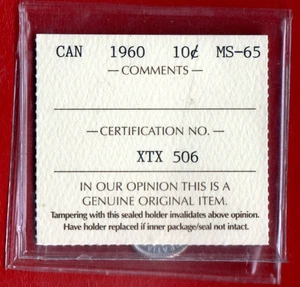 CAN 1960 10¢ MS-65
— COMMENTS —
— CERTIFICATION NO. —
XTX 506
IN OUR OPINION THIS IS A
GENUINE ORIGINAL ITEM.
Tampering with this sealed holder invalidates above opinion.
Have holder replaced if inner package/seal not intact.